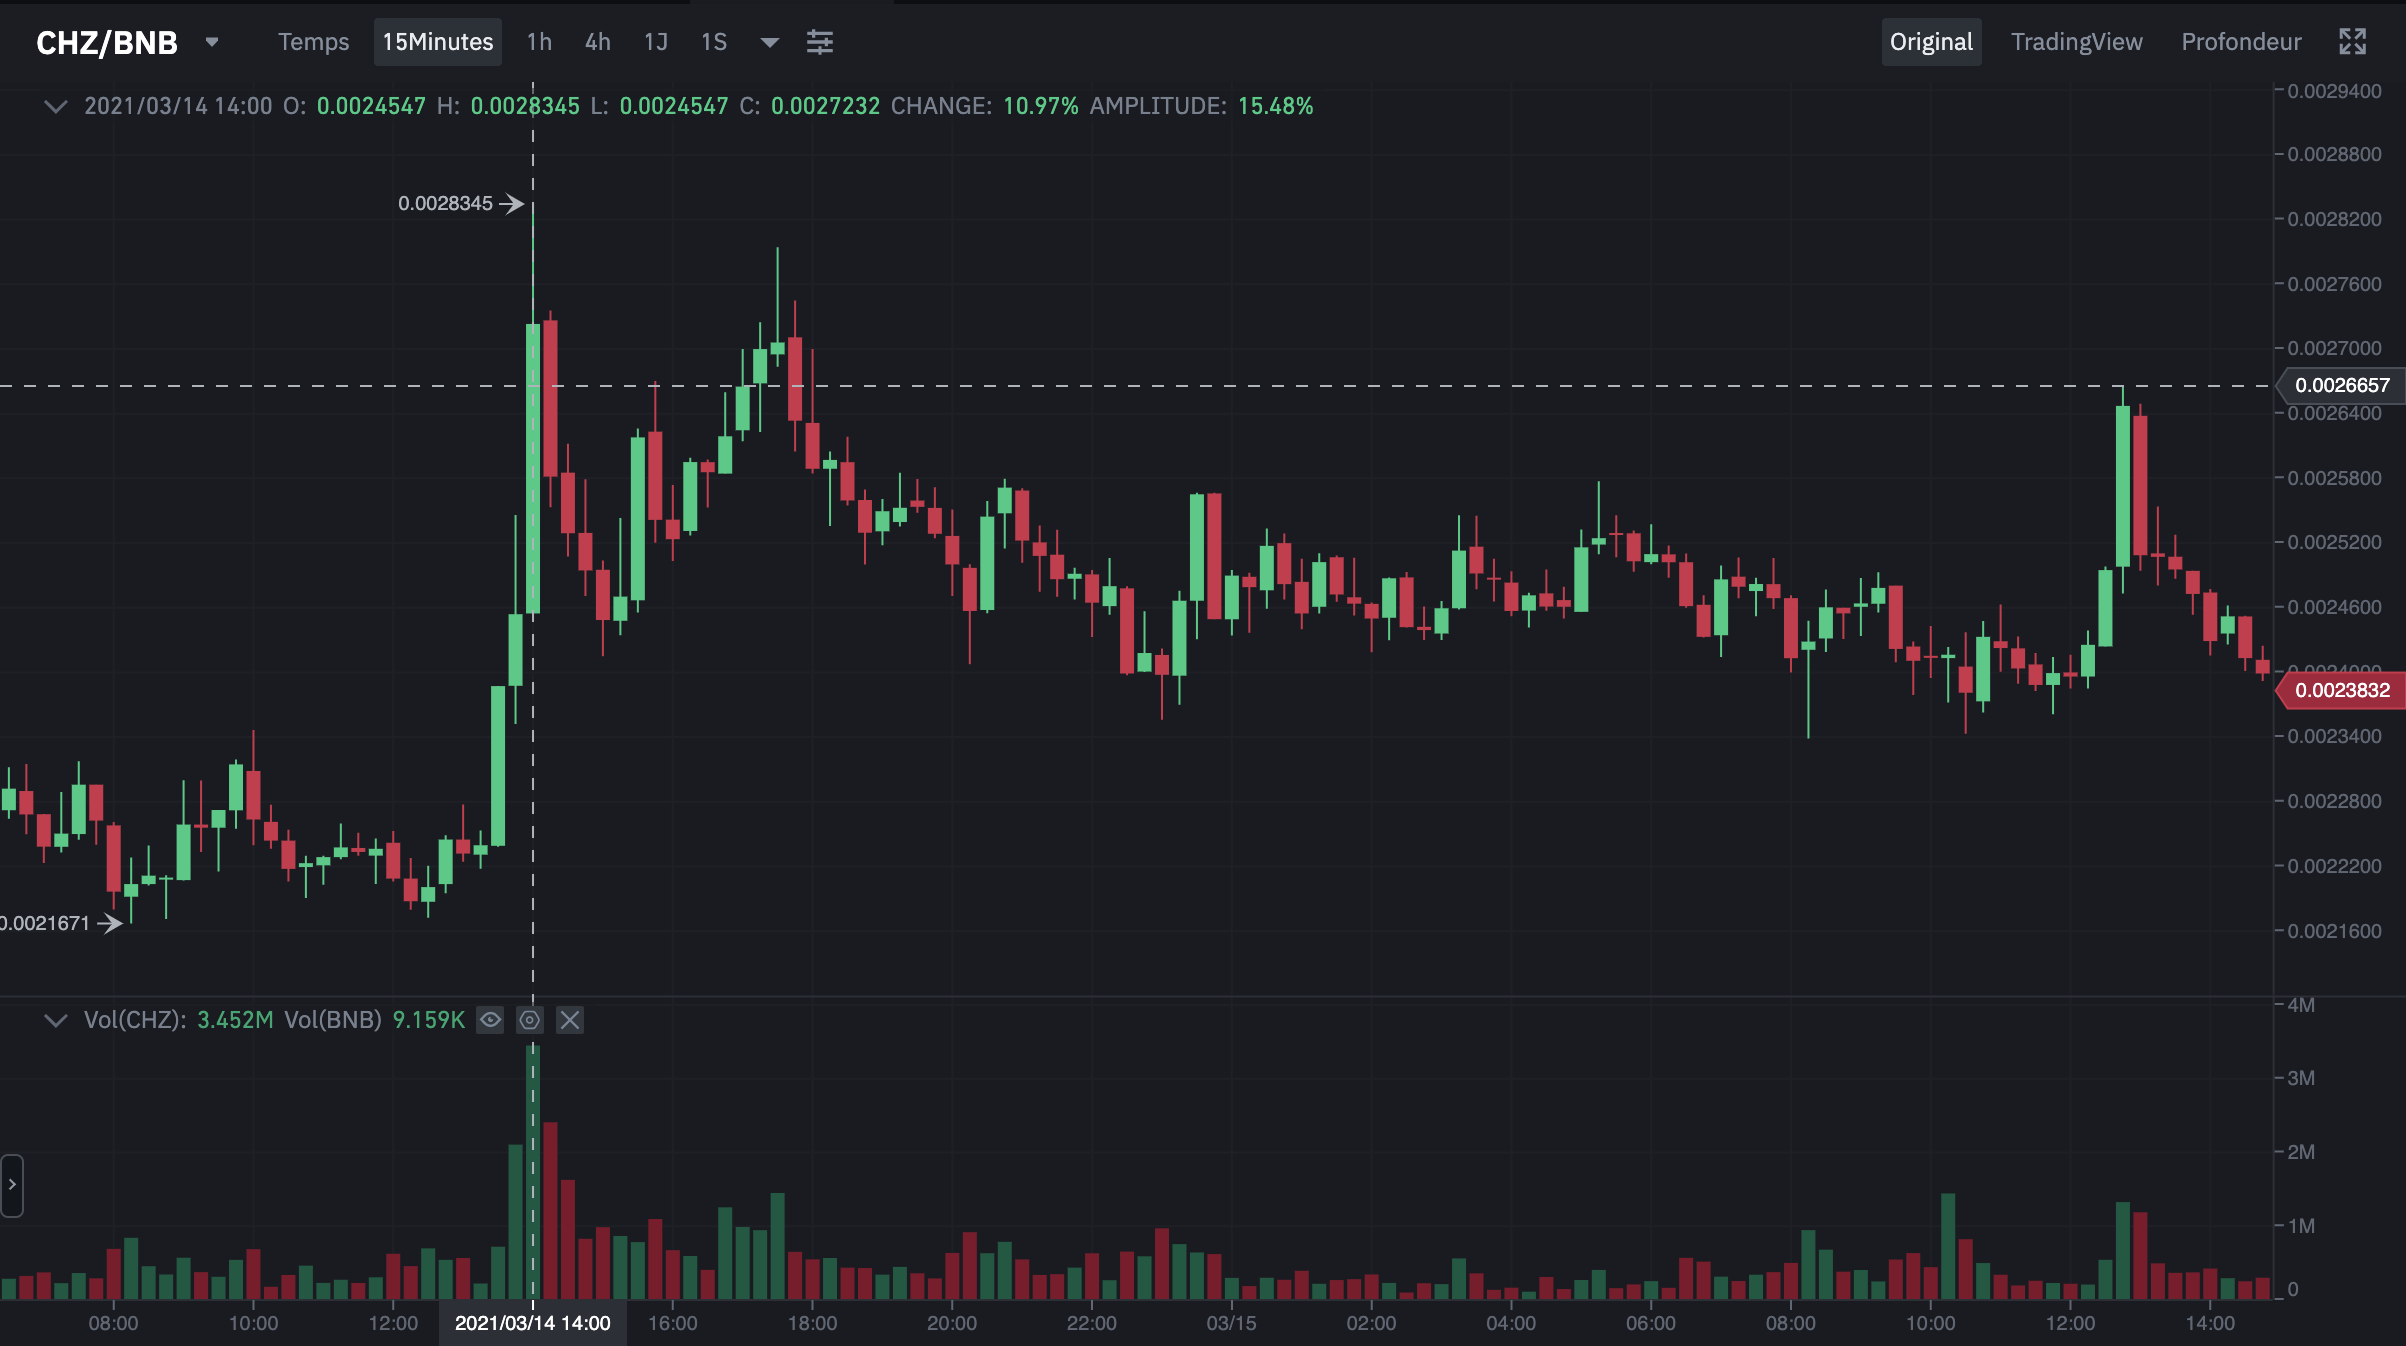 CHZ/BNB Temps 15Minutes 1h 4h 1J 1S Original TradingView Profondeur
2021/03/14 14:00 O: 0.0024547 H: 0.0028345 L: 0.0024547 C: 0.0027232 CHANGE: 10.97% AMPLITUDE: 15.48%
0.0029400
0.0028800
0.0028345
0.0028200
0.0027600
0.0027000
0.0026657
0.0026400
0.0025800
0.0025200
0.0024600
0.0024000
0.0023832
0.0023400
0.0022800
0.0022200
0.0021671
0.0021600
Vol(CHZ): 3.452M Vol(BNB) 9.159K
4M
3M
2M
1M
0
08:00 10:00 12:00 2021/03/14 14:00 16:00 18:00 20:00 22:00 03/15 02:00 04:00 06:00 08:00 10:00 12:00 14:00